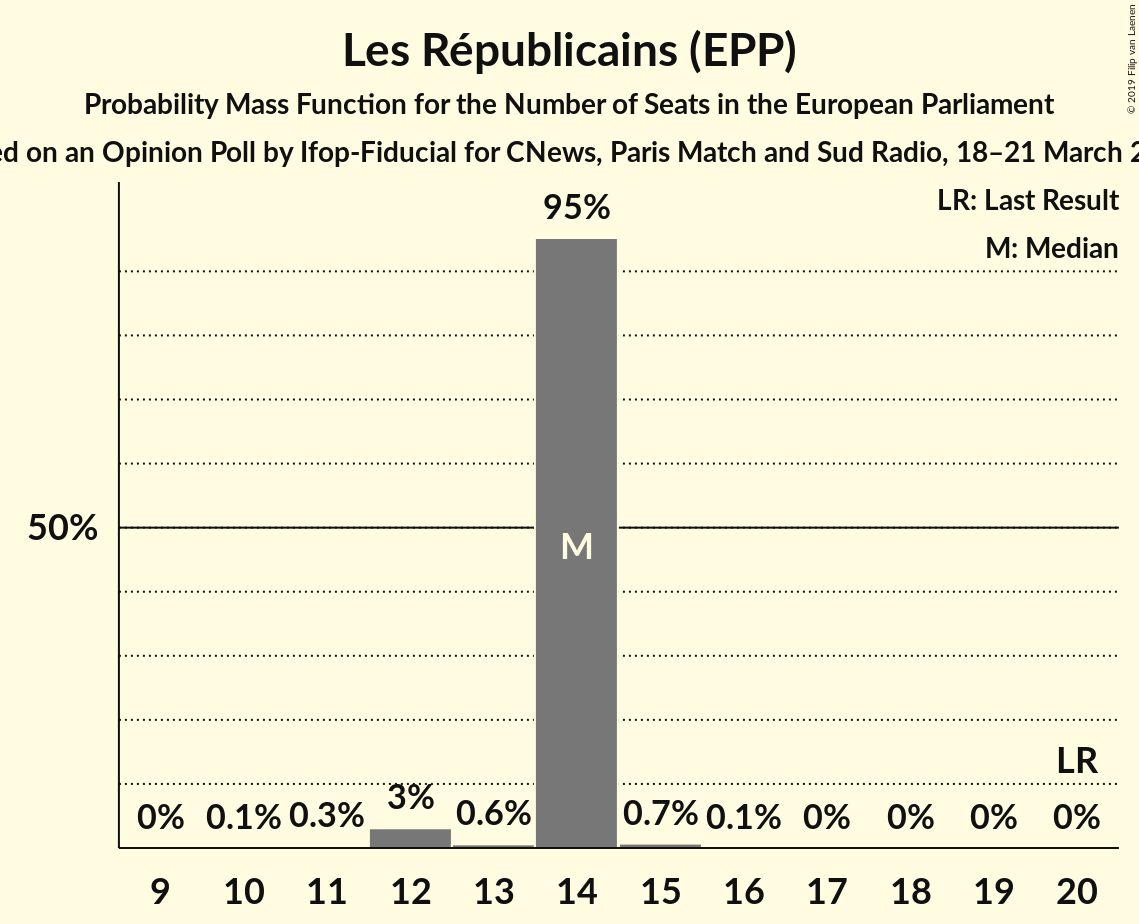 Les Républicains (EPP)
Probability Mass Function for the Number of Seats in the European Parliament
on an Opinion Poll by Ifop-Fiducial for CNews, Paris Match and Sud Radio, 18–21 March
© 2019 Filip van Laenen
LR: Last Result
M: Median
95%
50%
M
LR
0% 0.1% 0.3% 3% 0.6% 0.7% 0.1% 0% 0% 0% 0%
9 10 11 12 13 14 15 16 17 18 19 20